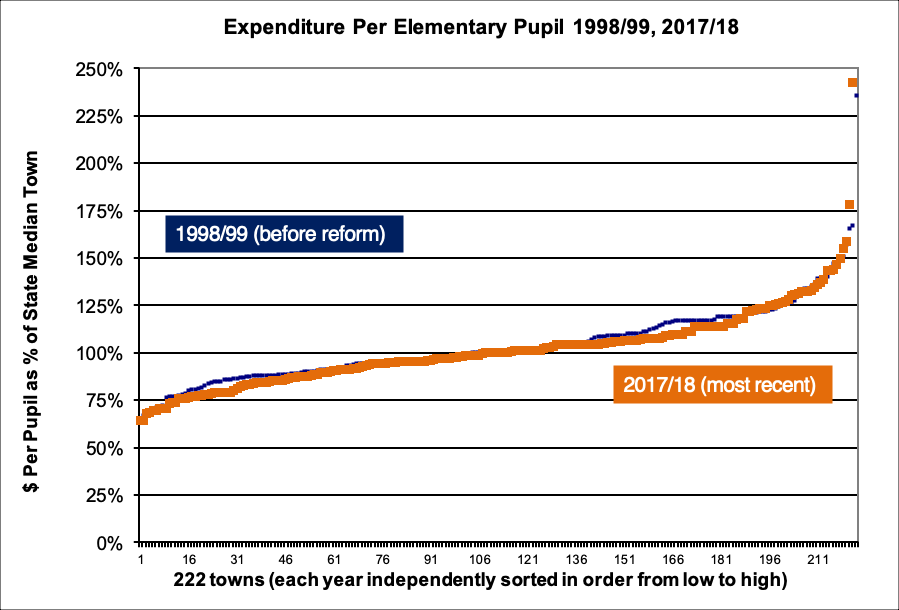 Expenditure Per Elementary Pupil 1998/99, 2017/18
$ Per Pupil as % of State Median Town
250%
225%
200%
175%
150%
125%
100%
75%
50%
25%
0%
1998/99 (before reform)
2017/18 (most recent)
1 16 31 46 61 76 91 106 121 136 151 166 181 196 211
222 towns (each year independently sorted in order from low to high)